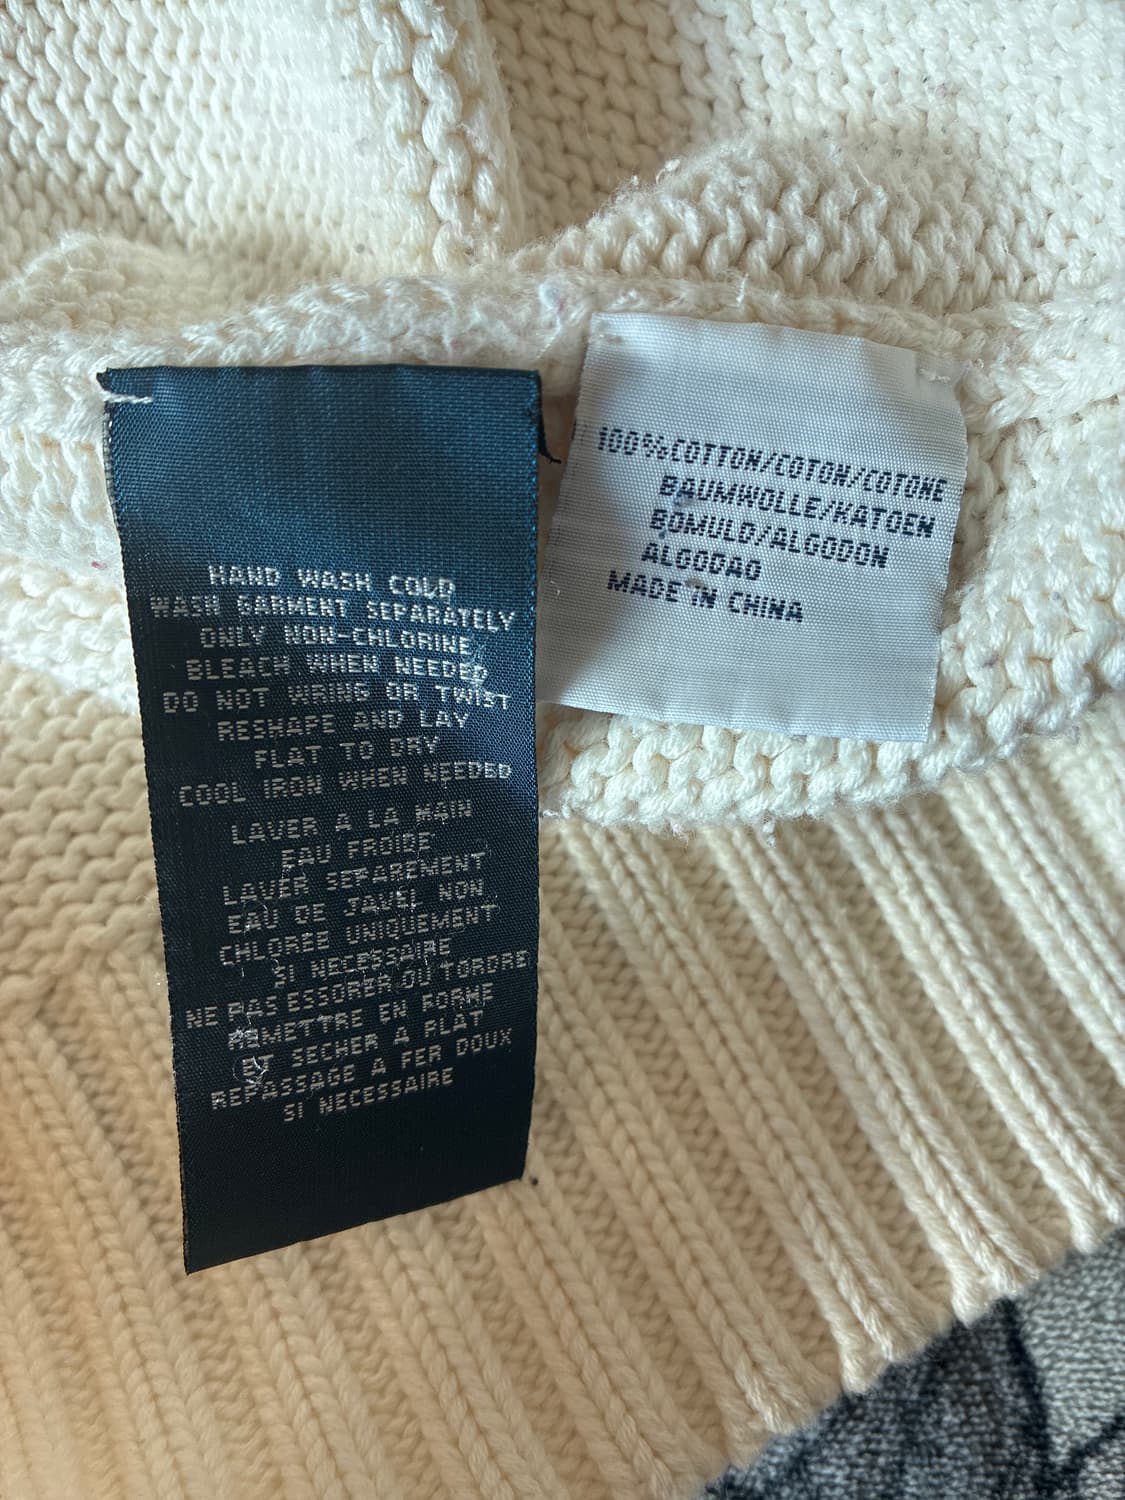 HAND WASH COLD
WASH GARMENT SEPARATELY
ONLY NON-CHLORINE
BLEACH WHEN NEEDED
DO NOT WRING OR TWIST
RESHAPE AND LAY
FLAT TO DRY
COOL IRON WHEN NEEDED
LAVER A LA MAIN
EAU FROIDE
LAVER SEPAREMENT
EAU DE JAVEL NON
CHLOREE UNIQUEMENT
SI NECESSAIRE
NE PAS ESSORER OU TORDRE
REMETTRE EN FORME
ET SECHER A PLAT
REPASSAGE A FER DOUX
SI NECESSAIRE
100%COTTON/COTON/COTONE
BAUMWOLLE/KATOEN
BOMULD/ALGODON
ALGODAO
MADE IN CHINA